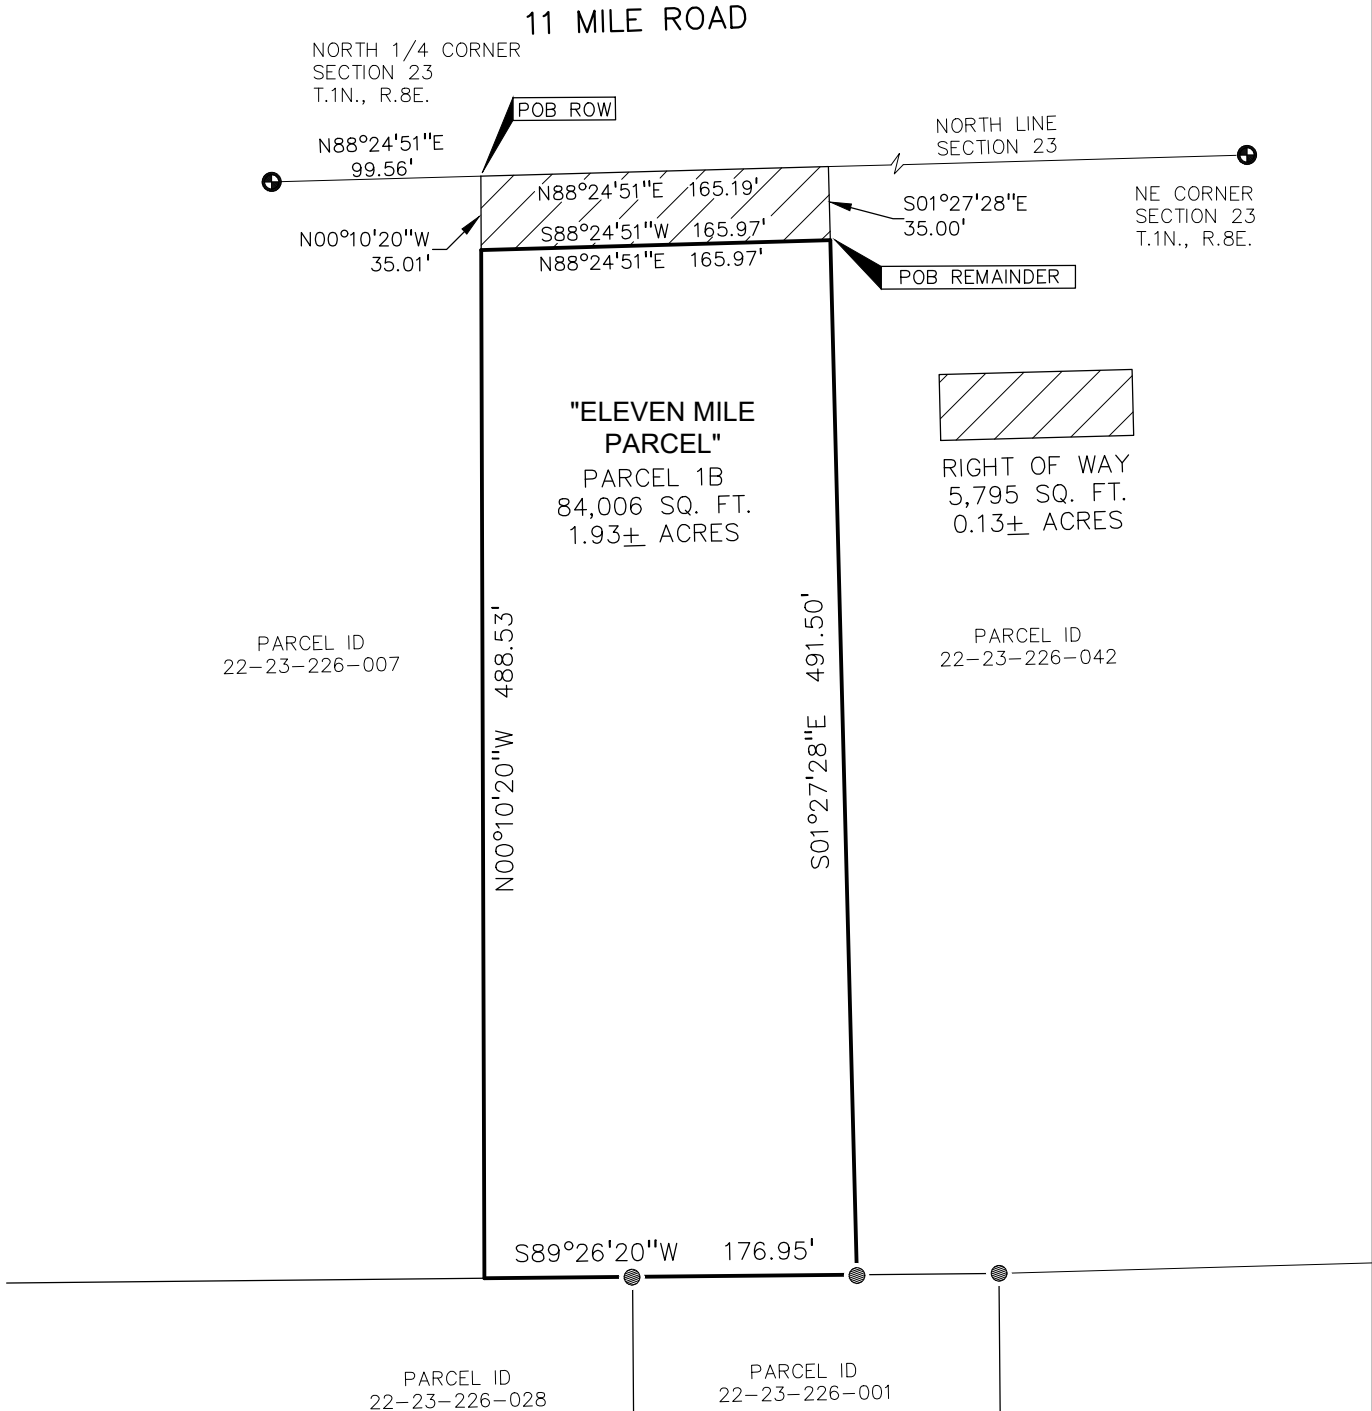 11 MILE ROAD
NORTH 1/4 CORNER
SECTION 23
T.1N., R.8E.
POB ROW
N88°24'51"E
99.56'
NORTH LINE
SECTION 23
N88°24'51"E 165.19'
S01°27'28"E
35.00'
NE CORNER
SECTION 23
T.1N., R.8E.
N00°10'20"W
35.01'
S88°24'51"W 165.97'
N88°24'51"E 165.97'
POB REMAINDER
"ELEVEN MILE
PARCEL"
PARCEL 1B
84,006 SQ. FT.
1.93± ACRES
RIGHT OF WAY
5,795 SQ. FT.
0.13± ACRES
PARCEL ID
22-23-226-007
N00°10'20"W 488.53'
S01°27'28"E 491.50'
PARCEL ID
22-23-226-042
S89°26'20"W 176.95'
PARCEL ID
22-23-226-028
PARCEL ID
22-23-226-001